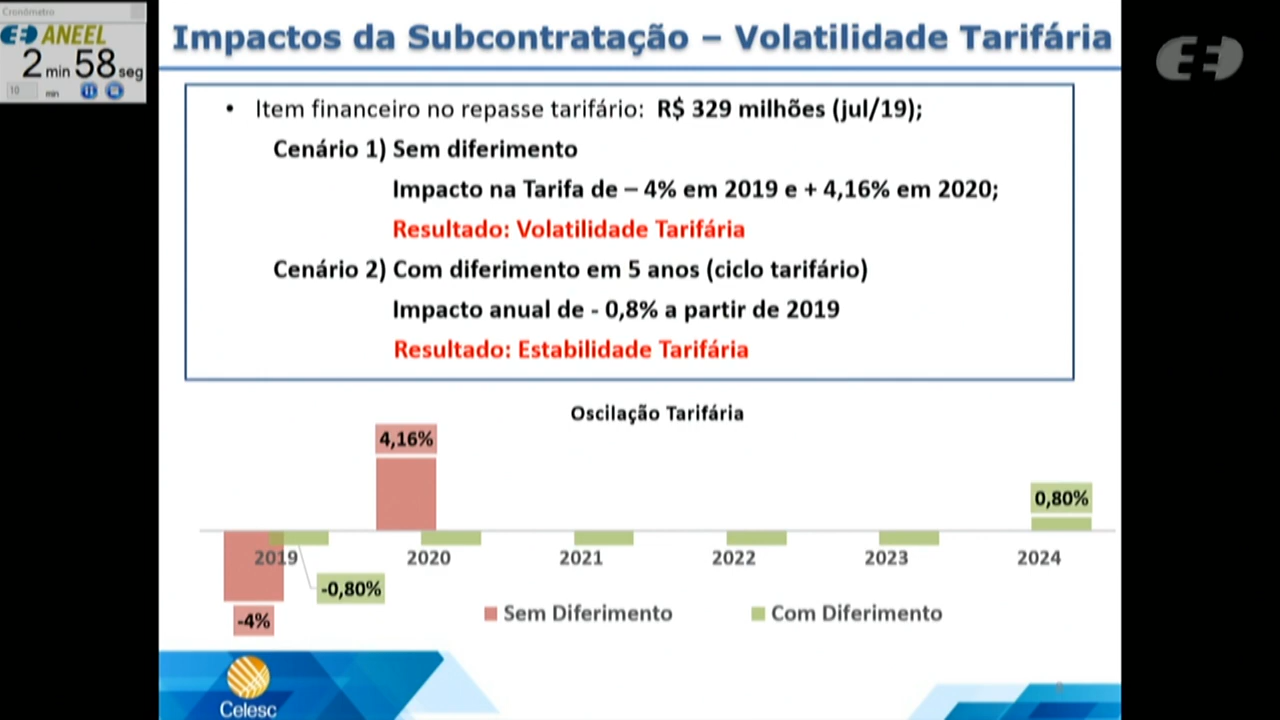 Cronômetro
ANEEL
2 min 58 seg
10 min
Impactos da Subcontratação – Volatilidade Tarifária
• Item financeiro no repasse tarifário: R$ 329 milhões (jul/19);
Cenário 1) Sem diferimento
Impacto na Tarifa de – 4% em 2019 e + 4,16% em 2020;
Resultado: Volatilidade Tarifária
Cenário 2) Com diferimento em 5 anos (ciclo tarifário)
Impacto anual de - 0,8% a partir de 2019
Resultado: Estabilidade Tarifária
Oscilação Tarifária
4,16%
0,80%
2019 2020 2021 2022 2023 2024
-0,80%
-4%
Sem Diferimento Com Diferimento
Celesc